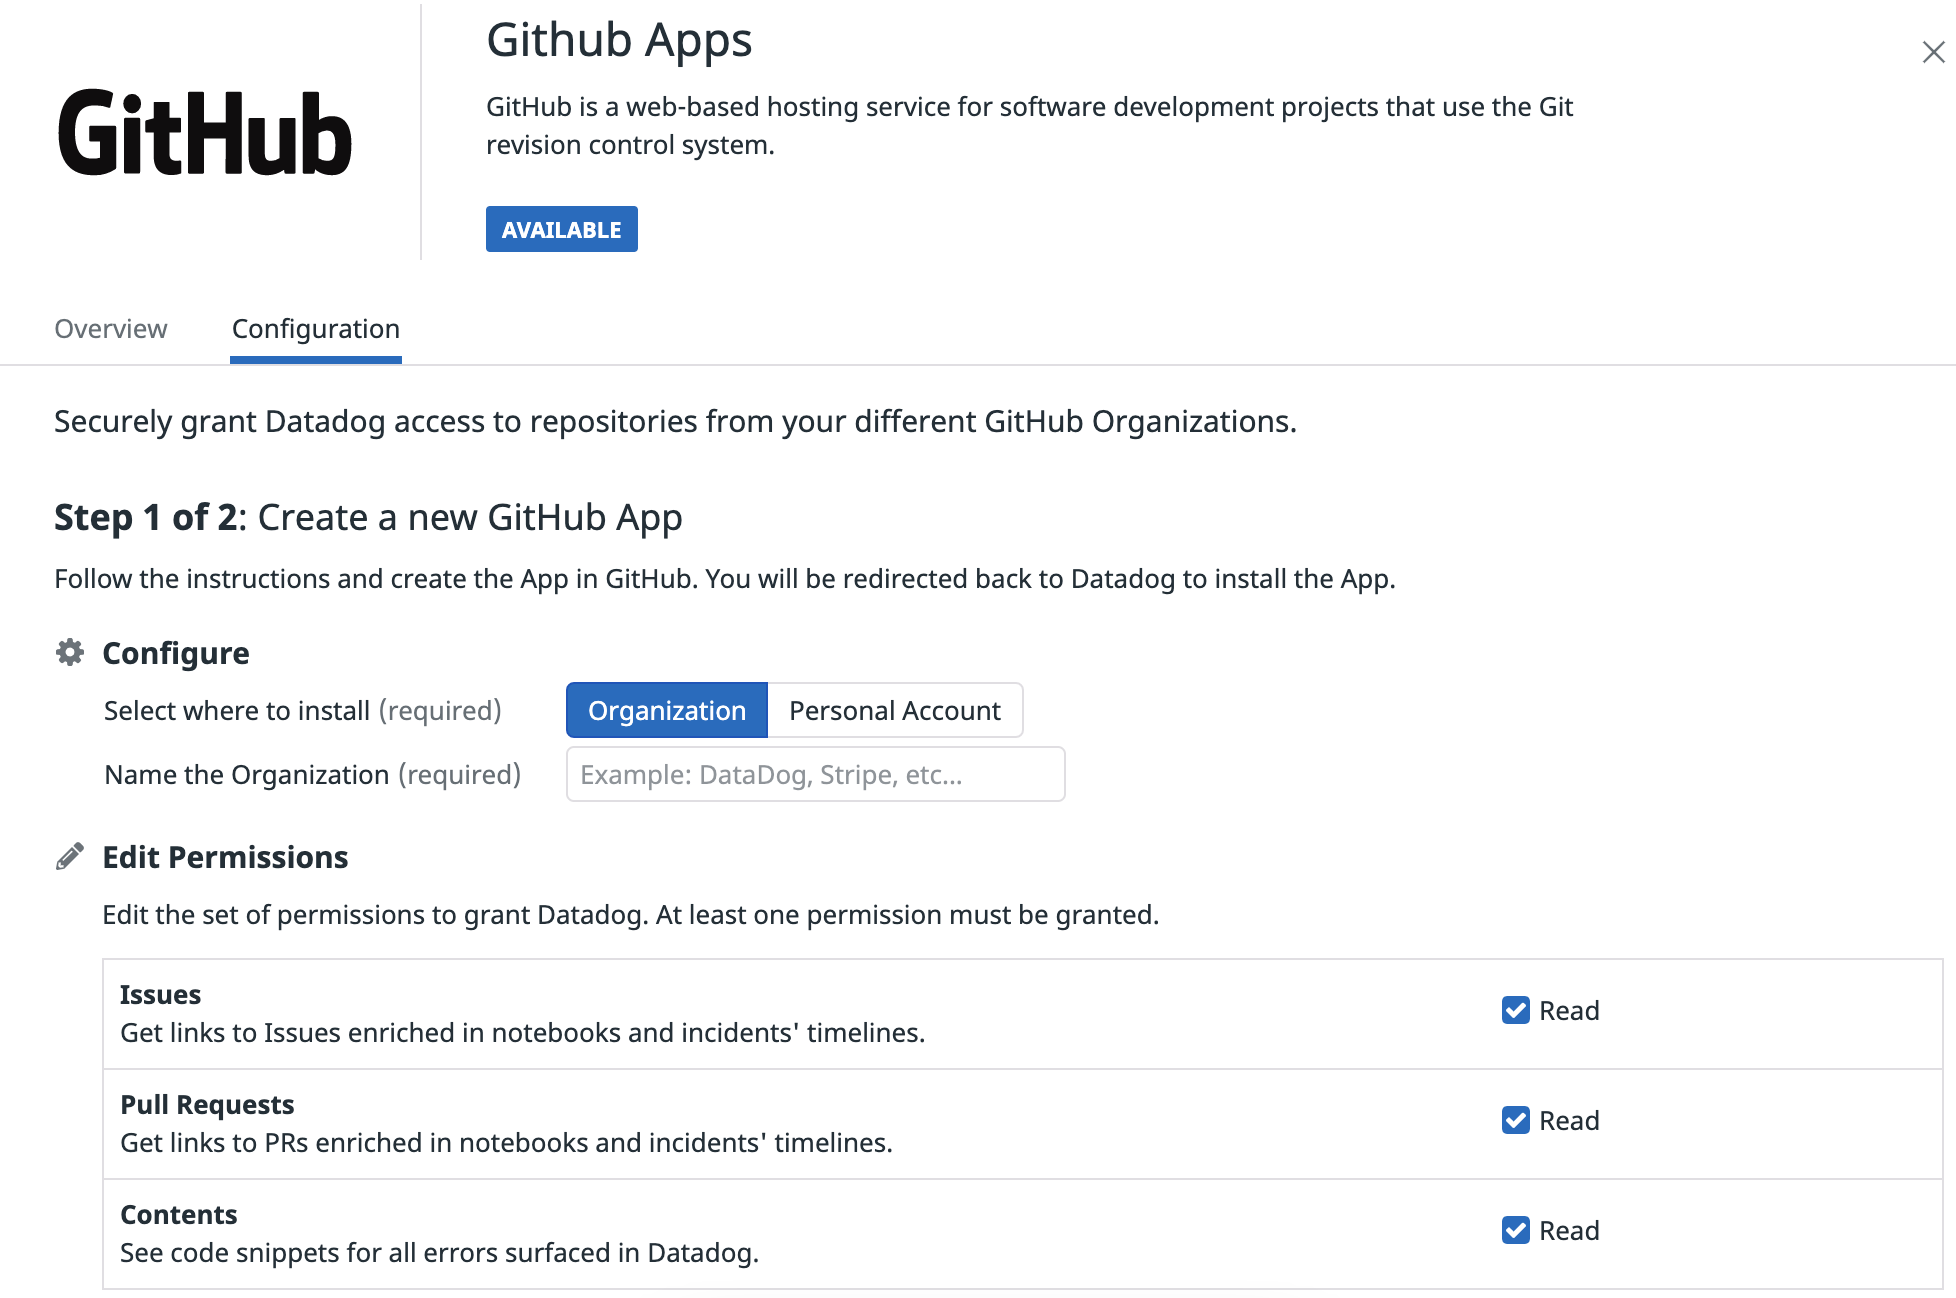 GitHub
Github Apps
GitHub is a web-based hosting service for software development projects that use the Git
revision control system.
AVAILABLE
Overview
Configuration
Securely grant Datadog access to repositories from your different GitHub Organizations.
Step 1 of 2: Create a new GitHub App
Follow the instructions and create the App in GitHub. You will be redirected back to Datadog to install the App.
Configure
Select where to install (required)
Organization
Personal Account
Name the Organization (required)
Example: DataDog, Stripe, etc...
Edit Permissions
Edit the set of permissions to grant Datadog. At least one permission must be granted.
Issues
Get links to Issues enriched in notebooks and incidents' timelines.
Read
Pull Requests
Get links to PRs enriched in notebooks and incidents' timelines.
Read
Contents
See code snippets for all errors surfaced in Datadog.
Read